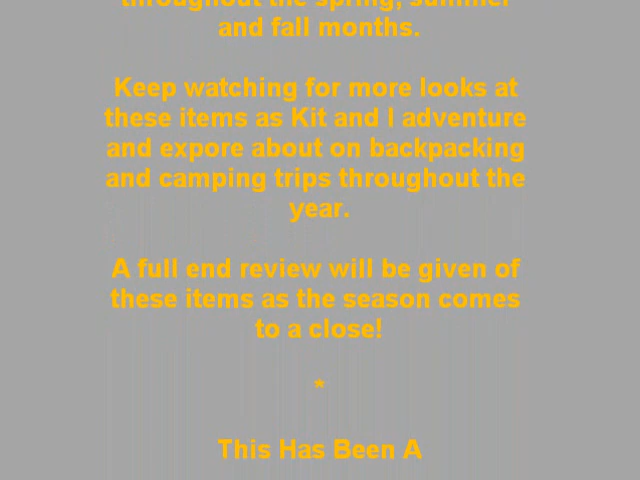 throughout the spring, summer
and fall months.
Keep watching for more looks at
these items as Kit and I adventure
and expore about on backpacking
and camping trips throughout the
year.
A full end review will be given of
these items as the season comes
to a close!
*
This Has Been A